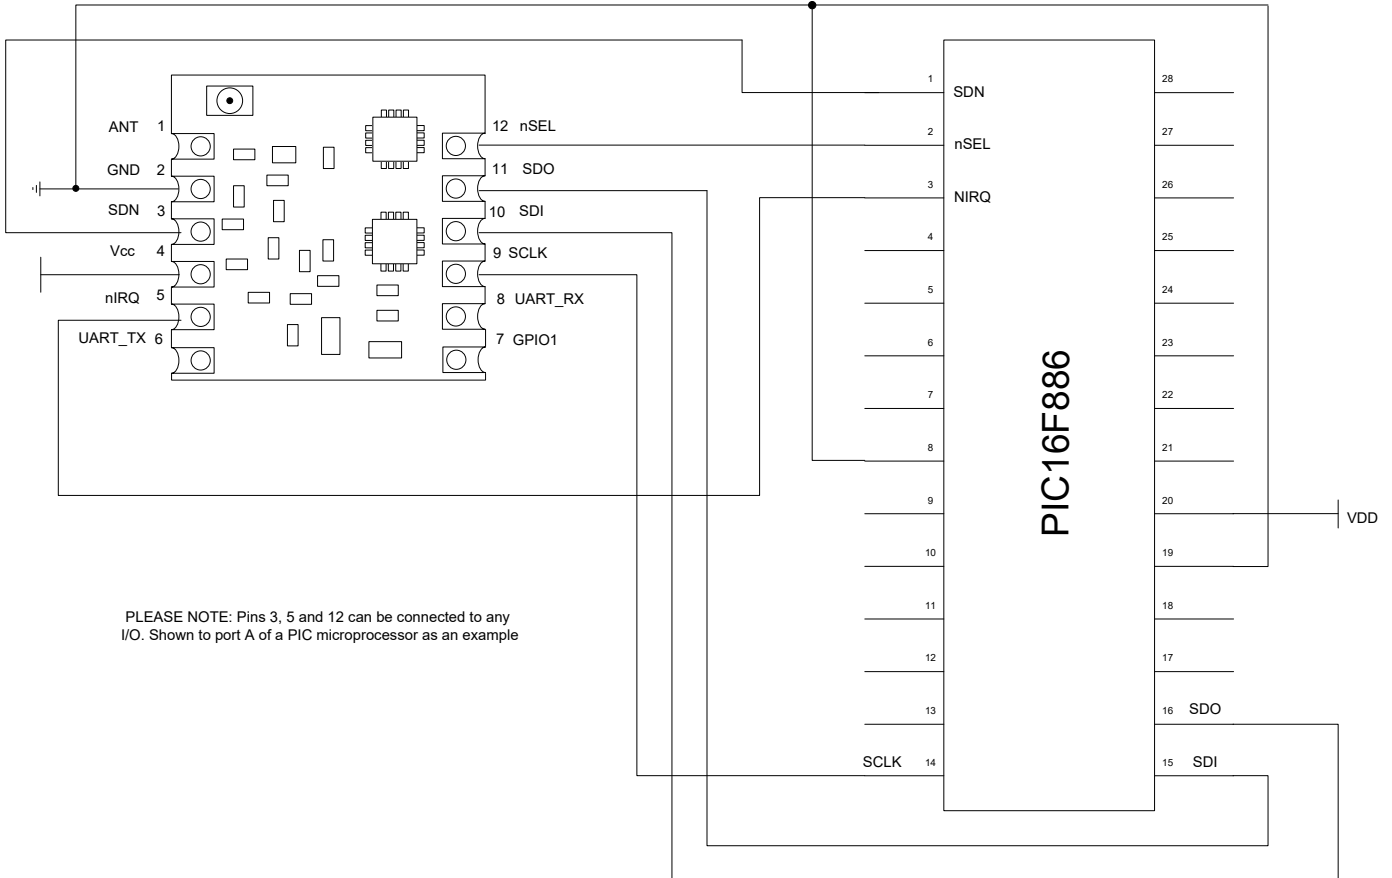 ANT 1
GND 2
SDN 3
Vcc 4
nIRQ 5
UART_TX 6
12 nSEL
11 SDO
10 SDI
9 SCLK
8 UART_RX
7 GPIO1
PLEASE NOTE: Pins 3, 5 and 12 can be connected to any
I/O. Shown to port A of a PIC microprocessor as an example
1 SDN
2 nSEL
3 NIRQ
4
5
6
7
8
9
10
11
12
13
SCLK 14
PIC16F886
28
27
26
25
24
23
22
21
20 VDD
19
18
17
16 SDO
15 SDI